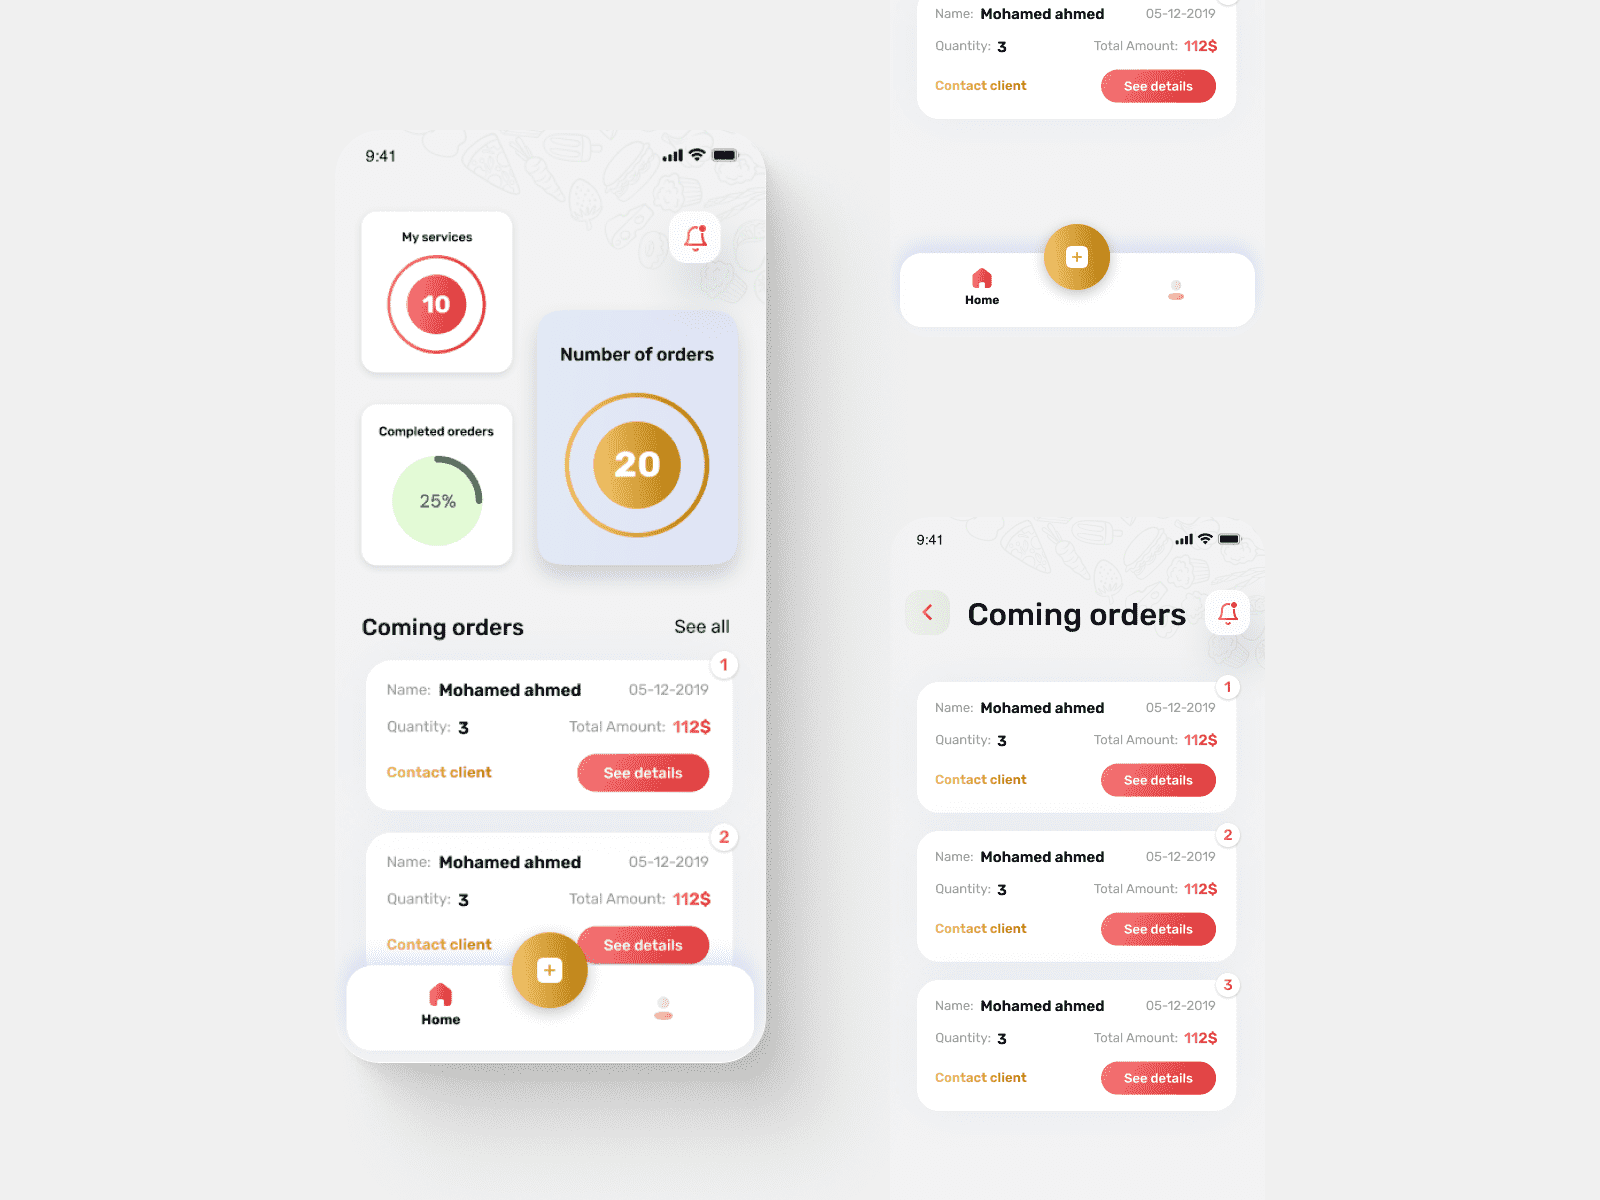 9:41
My services
10
Number of orders
20
Completed oreders
25%
Coming orders See all
1
Name: Mohamed ahmed 05-12-2019
Quantity: 3 Total Amount: 112$
Contact client See details
2
Name: Mohamed ahmed 05-12-2019
Quantity: 3 Total Amount: 112$
Contact client See details
Home
Name: Mohamed ahmed 05-12-2019
Quantity: 3 Total Amount: 112$
Contact client See details
Home
9:41
Coming orders
1
Name: Mohamed ahmed 05-12-2019
Quantity: 3 Total Amount: 112$
Contact client See details
2
Name: Mohamed ahmed 05-12-2019
Quantity: 3 Total Amount: 112$
Contact client See details
3
Name: Mohamed ahmed 05-12-2019
Quantity: 3 Total Amount: 112$
Contact client See details